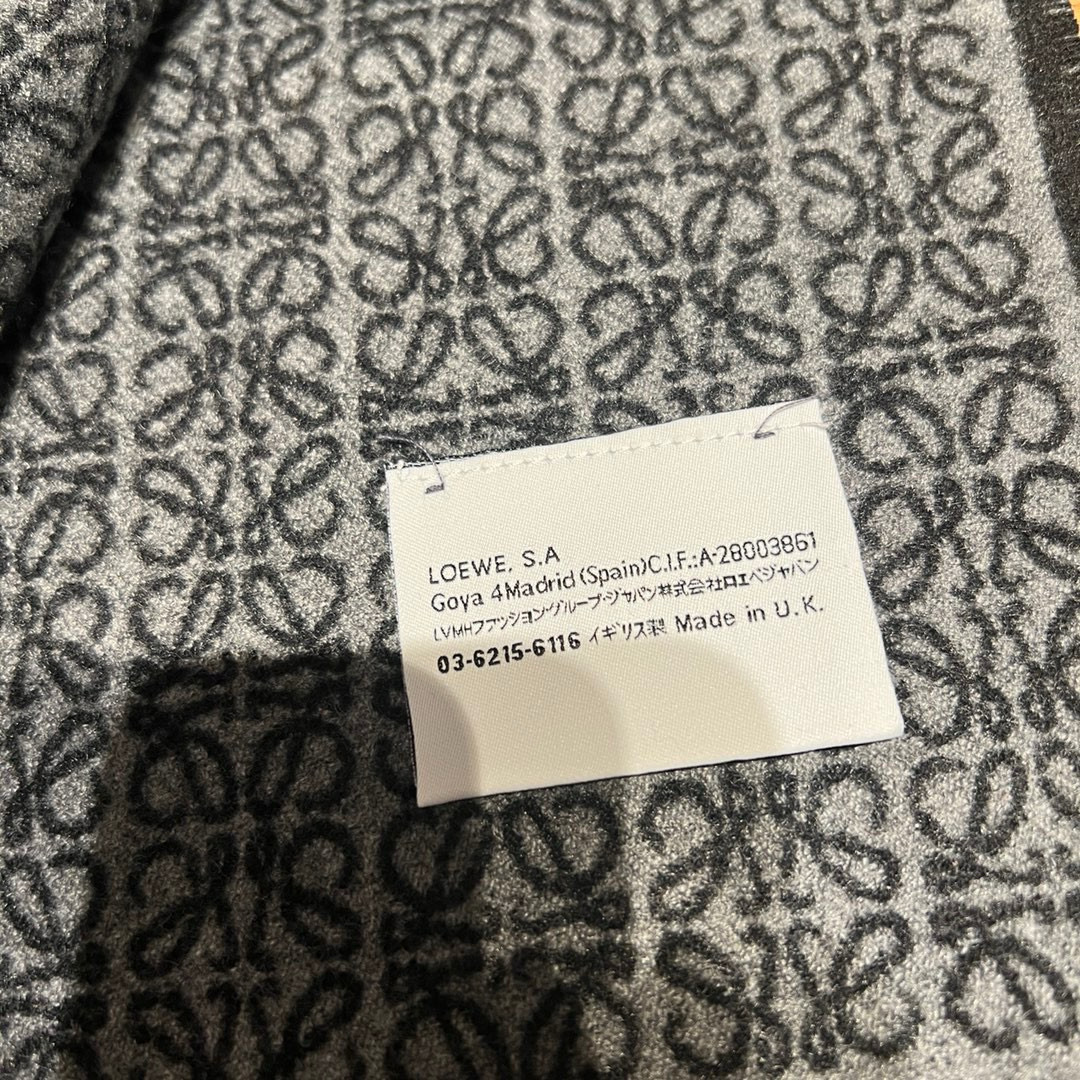 LOEWE, S.A
Goya 4Madrid (Spain)C.I.F.:A-28003861
LVMHファッショングループ・ジャパン株式会社ロエベジャパン
03-6215-6116 イギリス製 Made in U.K.